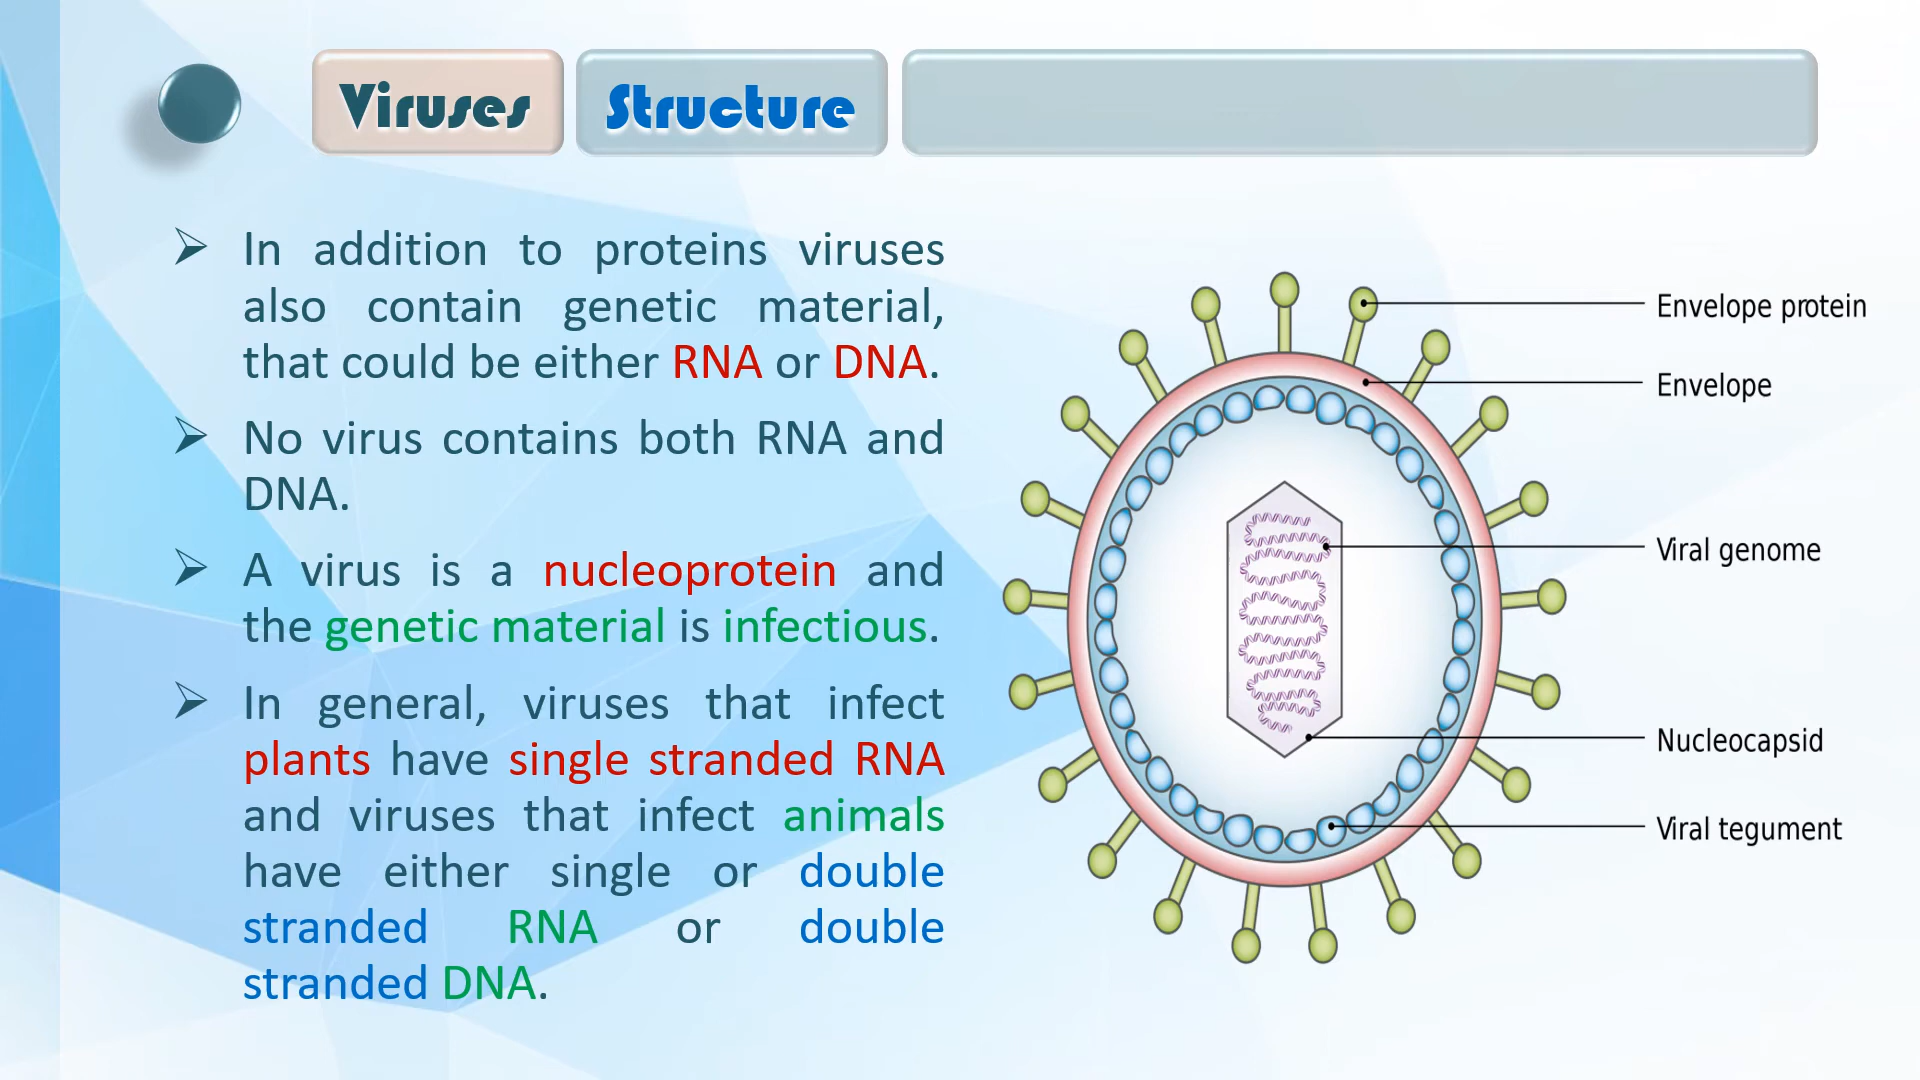 Viruses Structure
In addition to proteins viruses
also contain genetic material,
that could be either RNA or DNA.
No virus contains both RNA and
DNA.
A virus is a nucleoprotein and
the genetic material is infectious.
In general, viruses that infect
plants have single stranded RNA
and viruses that infect animals
have either single or double
stranded RNA or double
stranded DNA.
Envelope protein
Envelope
Viral genome
Nucleocapsid
Viral tegument